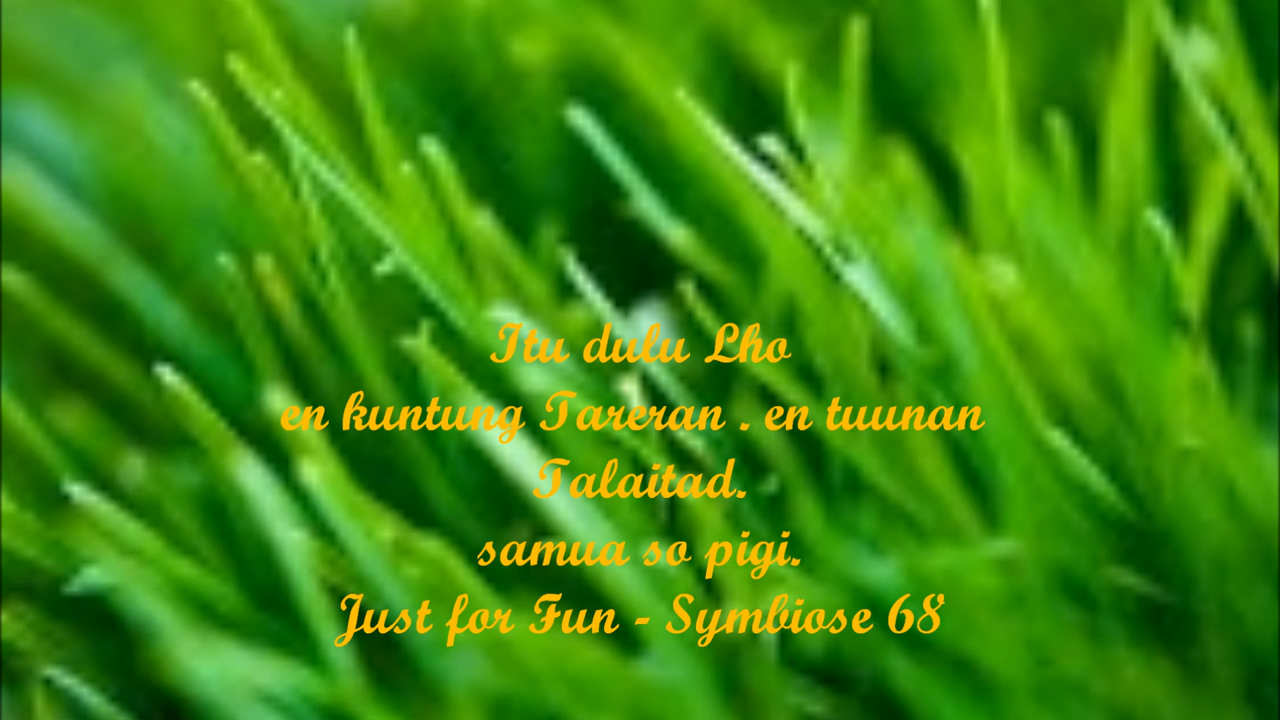 Itu dulu Lho
en kuntung Tareran . en tuunan
Talaitad.
samua so pigi.
Just for Fun - Symbiose 68